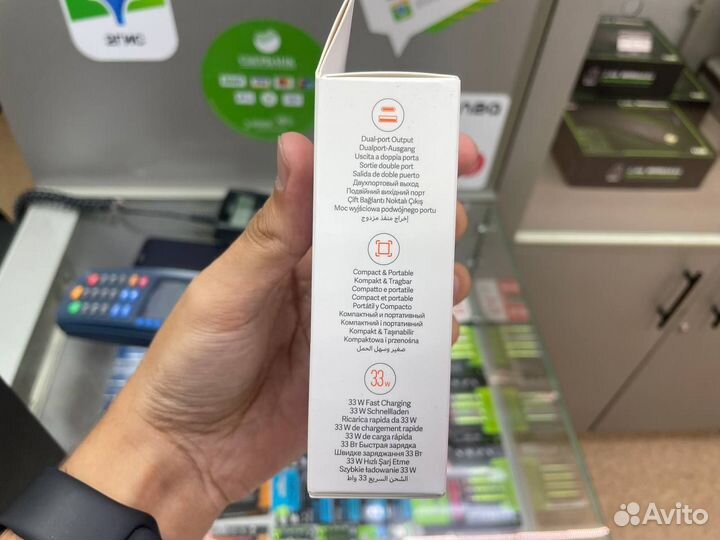 2ГИС
СБЕРБАНК
Dual-port Output
Dualport-Ausgang
Uscita a doppia porta
Sortie double port
Salida de doble puerto
Двухпортовый выход
Подвійний вихідний порт
Çift Bağlantı Noktalı Çıkış
Moc wyjściowa podwójnego portu
إخراج منفذ مزدوج
Compact & Portable
Kompakt & Tragbar
Compatto e portatile
Compact et portable
Portátil y Compacto
Компактный и портативный
Компактний і портативний
Kompakt & Taşınabilir
Kompaktowa i przenośna
صغير وسهل الحمل
33 W
33 W Fast Charging
33 W Schnellladen
Ricarica rapida da 33 W
33 W de chargement rapide
33 W de carga rápida
33 Вт Быстрая зарядка
Швидке заряджання 33 Вт
33 W Hızlı Şarj Etme
Szybkie ładowanie 33 W
الشحن السريع 33 واط
Avito